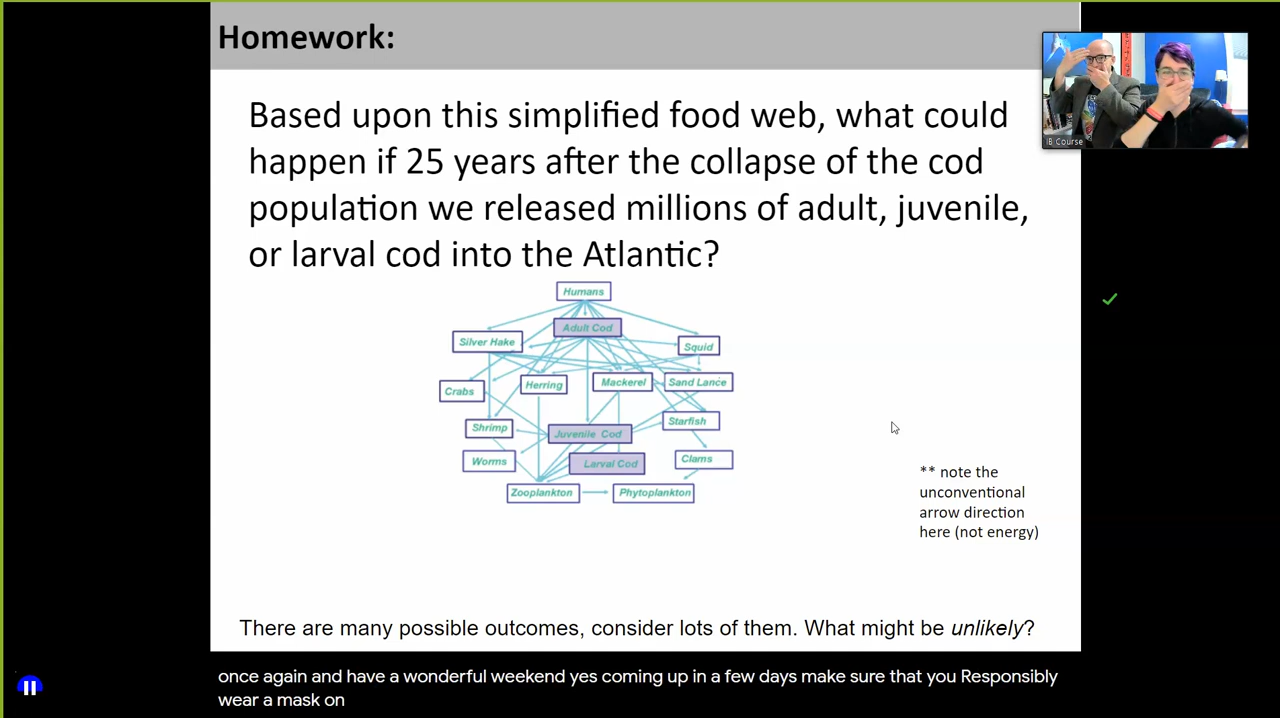 Homework:
Based upon this simplified food web, what could
happen if 25 years after the collapse of the cod
population we released millions of adult, juvenile,
or larval cod into the Atlantic?
IB Course
Humans
Adult Cod
Silver Hake
Squid
Crabs
Herring
Mackerel
Sand Lance
Shrimp
Juvenile Cod
Starfish
Worms
Larval Cod
Clams
Zooplankton
Phytoplankton
** note the
unconventional
arrow direction
here (not energy)
There are many possible outcomes, consider lots of them. What might be unlikely?
once again and have a wonderful weekend yes coming up in a few days make sure that you Responsibly
wear a mask on